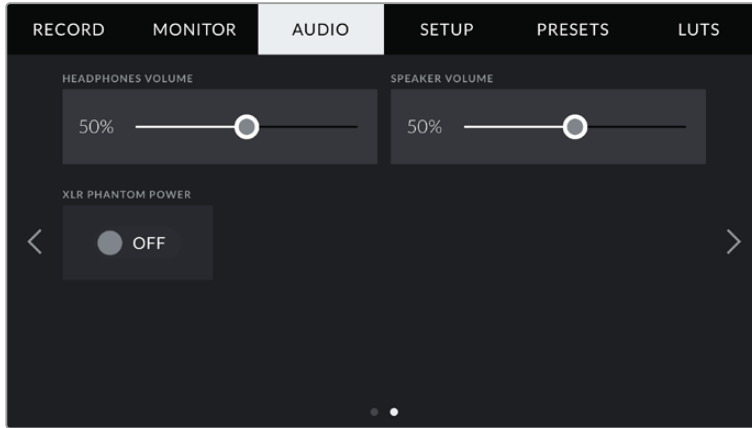 RECORD MONITOR AUDIO SETUP PRESETS LUTS
HEADPHONES VOLUME SPEAKER VOLUME
50% 50%
XLR PHANTOM POWER
OFF